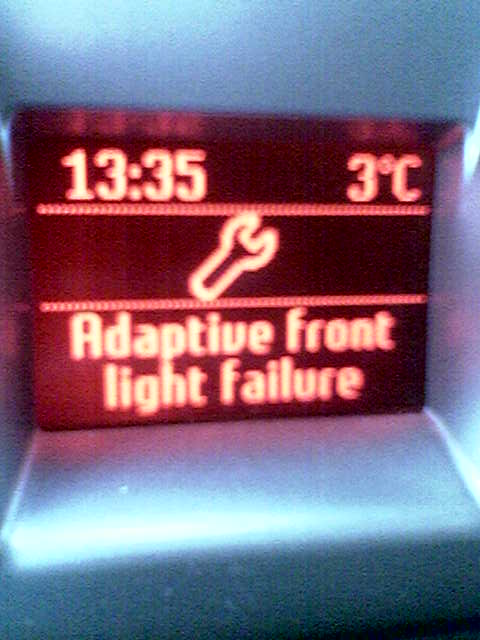 13:35 3°C
Adaptive front
light failure